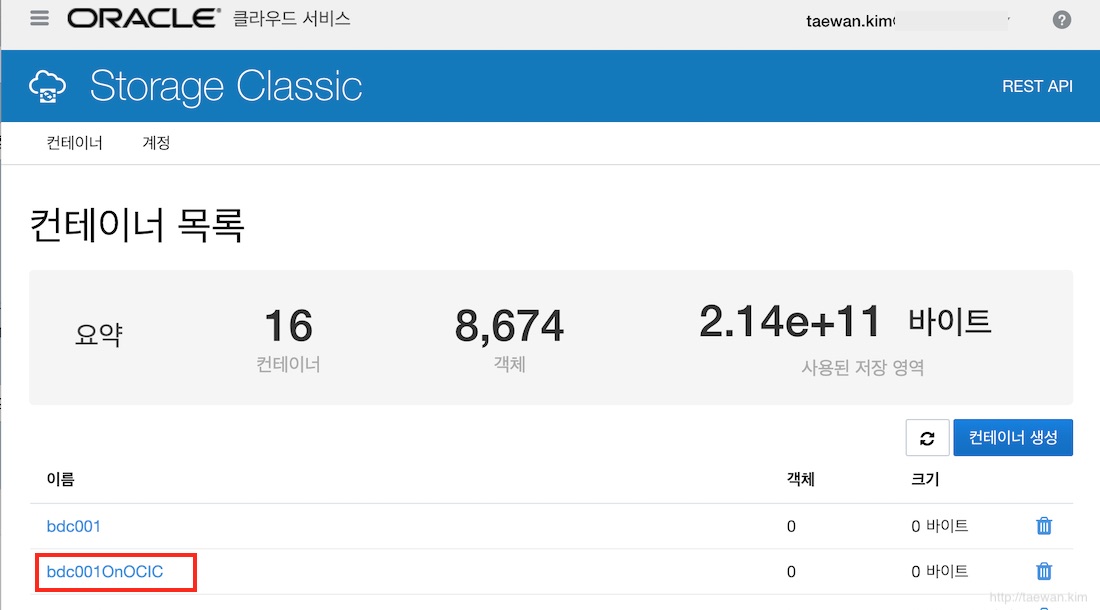 ORACLE® 클라우드 서비스
taewan.kim
?
Storage Classic
REST API
컨테이너 계정
컨테이너 목록
요약
16
컨테이너
8,674
객체
2.14e+11 바이트
사용된 저장 영역
컨테이너 생성
이름 객체 크기
bdc001 0 0 바이트
bdc001OnOCIC 0 0 바이트
http://taewan.kim